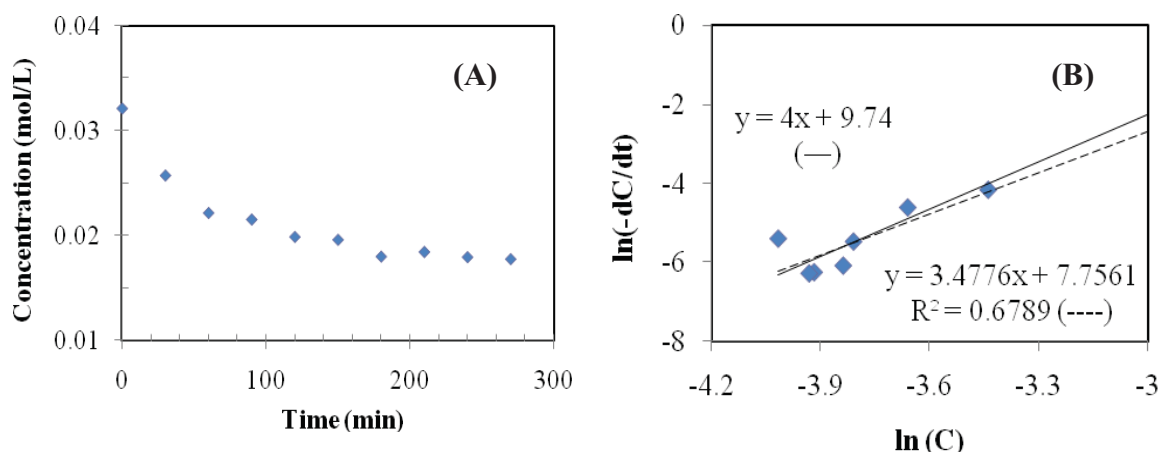 (A)
Concentration (mol/L)
0.04
0.03
0.02
0.01
0
100
200
300
Time (min)
(B)
ln(-dC/dt)
0
-2
-4
-6
-8
y = 4x + 9.74
(—)
y = 3.4776x + 7.7561
R² = 0.6789 (----)
-4.2
-3.9
-3.6
-3.3
-3
ln (C)